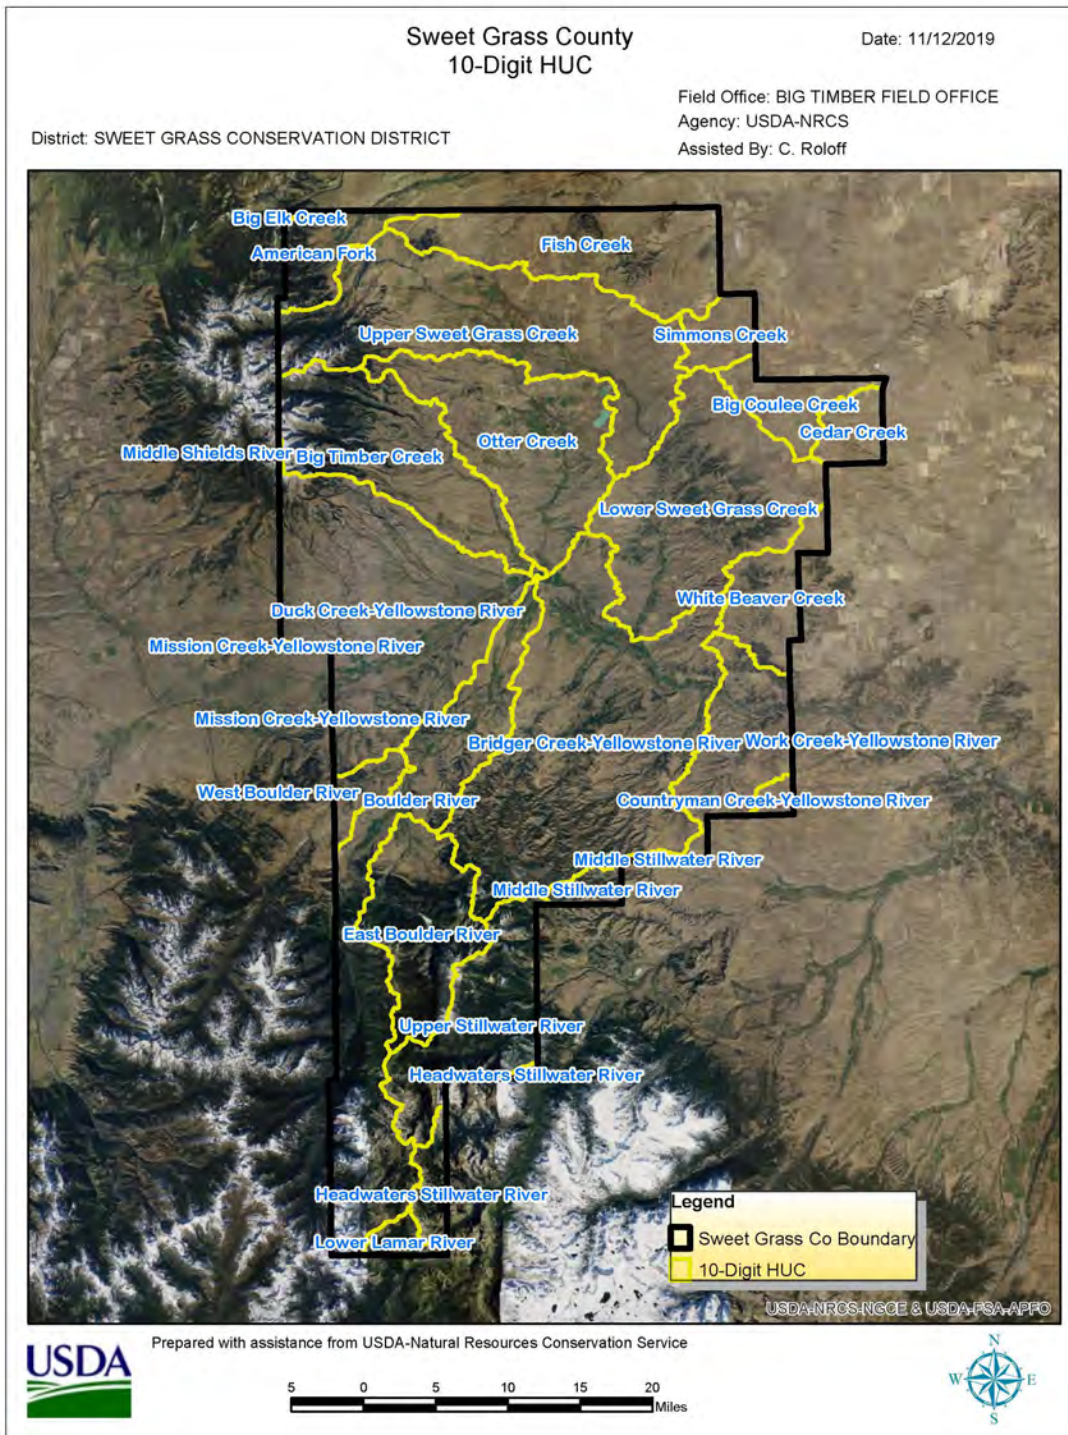 Sweet Grass County
10-Digit HUC
Date: 11/12/2019
Field Office: BIG TIMBER FIELD OFFICE
Agency: USDA-NRCS
Assisted By: C. Roloff
District: SWEET GRASS CONSERVATION DISTRICT
Big Elk Creek
American Fork
Fish Creek
Upper Sweet Grass Creek
Simmons Creek
Big Coulee Creek
Cedar Creek
Otter Creek
Middle Shields River
Big Timber Creek
Lower Sweet Grass Creek
White Beaver Creek
Duck Creek-Yellowstone River
Mission Creek-Yellowstone River
Mission Creek-Yellowstone River
Bridger Creek-Yellowstone River
Work Creek-Yellowstone River
West Boulder River
Boulder River
Countryman Creek-Yellowstone River
Middle Stillwater River
Middle Stillwater River
East Boulder River
Upper Stillwater River
Headwaters Stillwater River
Headwaters Stillwater River
Lower Lamar River
Legend
Sweet Grass Co Boundary
10-Digit HUC
USDA-NRCS-NGCE & USDA-FSA-APFO
Prepared with assistance from USDA-Natural Resources Conservation Service
USDA
5 0 5 10 15 20
Miles
N
W E
S